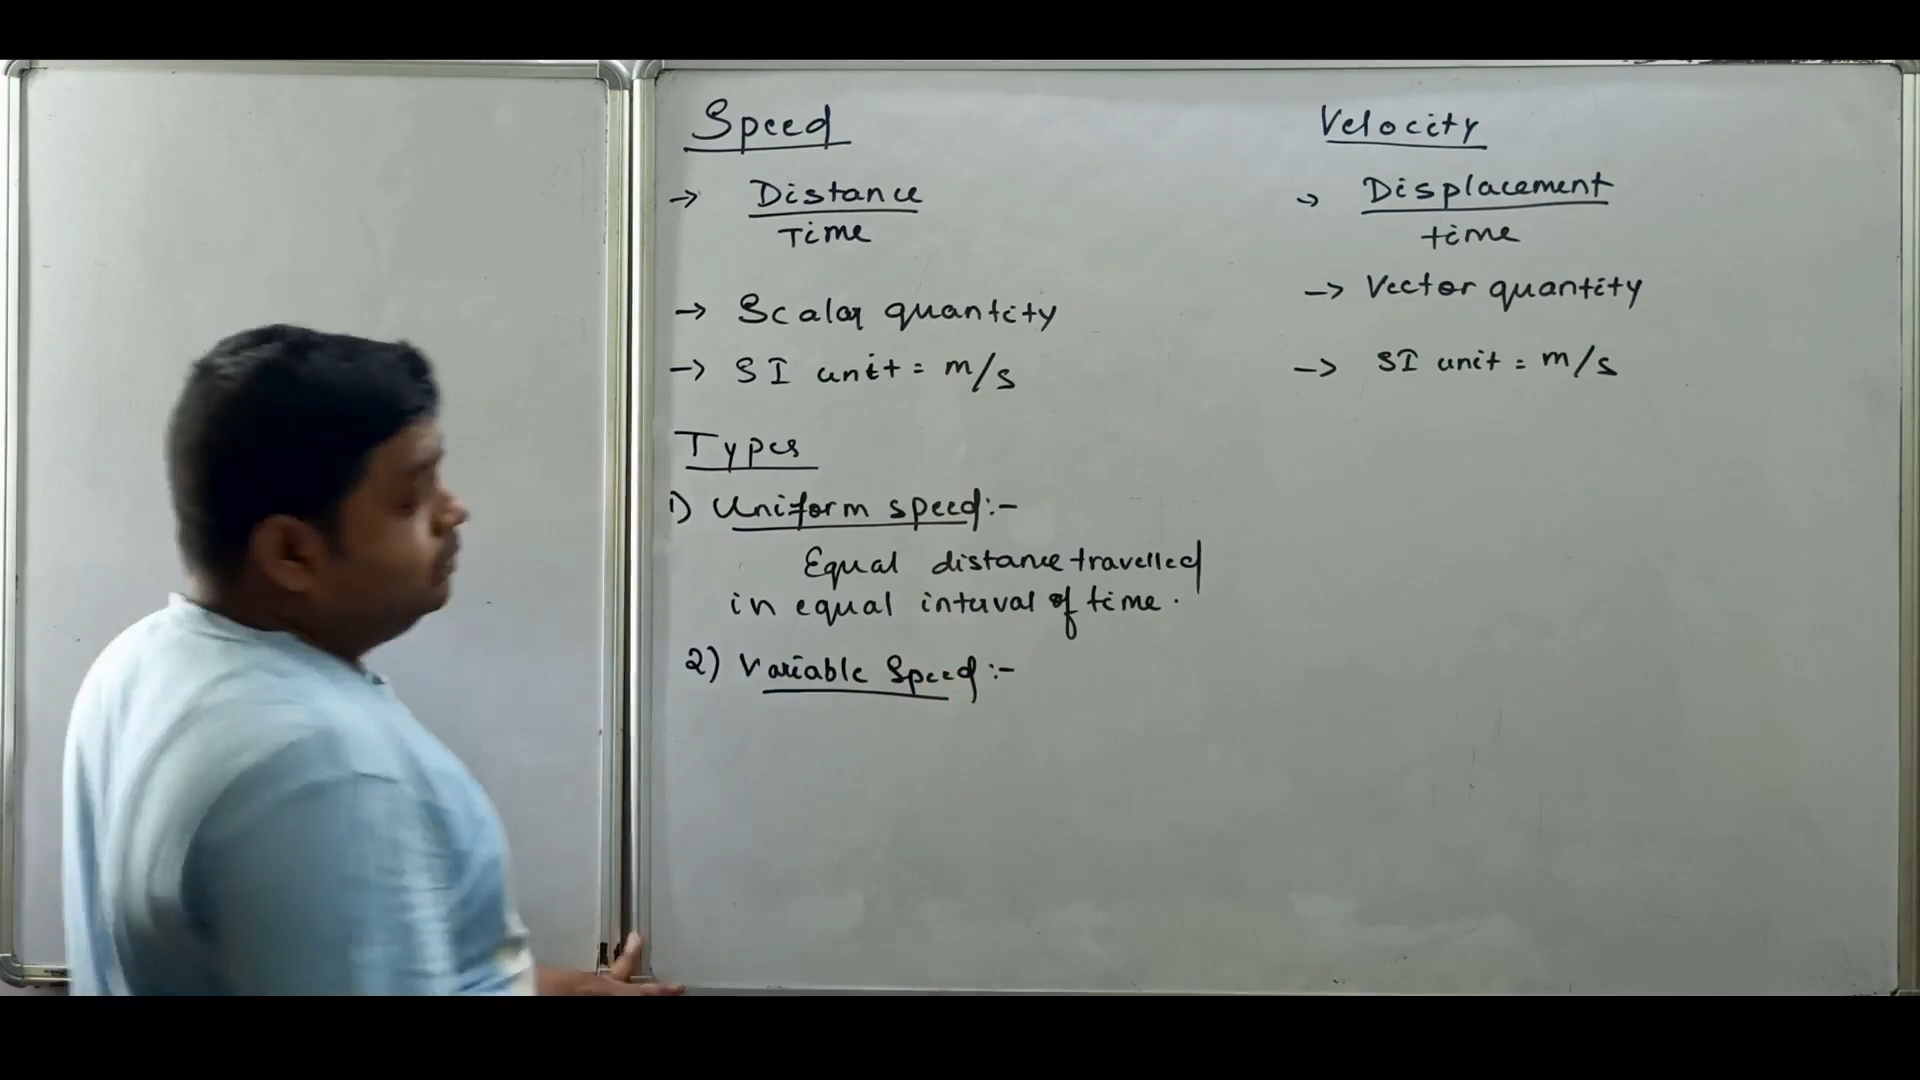 Speed
→ Distance
Time
→ Scalar quantity
→ SI unit = m/s
Types
1) Uniform speed:-
Equal distance travelled
in equal interval of time.
2) Variable Speed:-
Velocity
→ Displacement
time
→ Vector quantity
→ SI unit = m/s